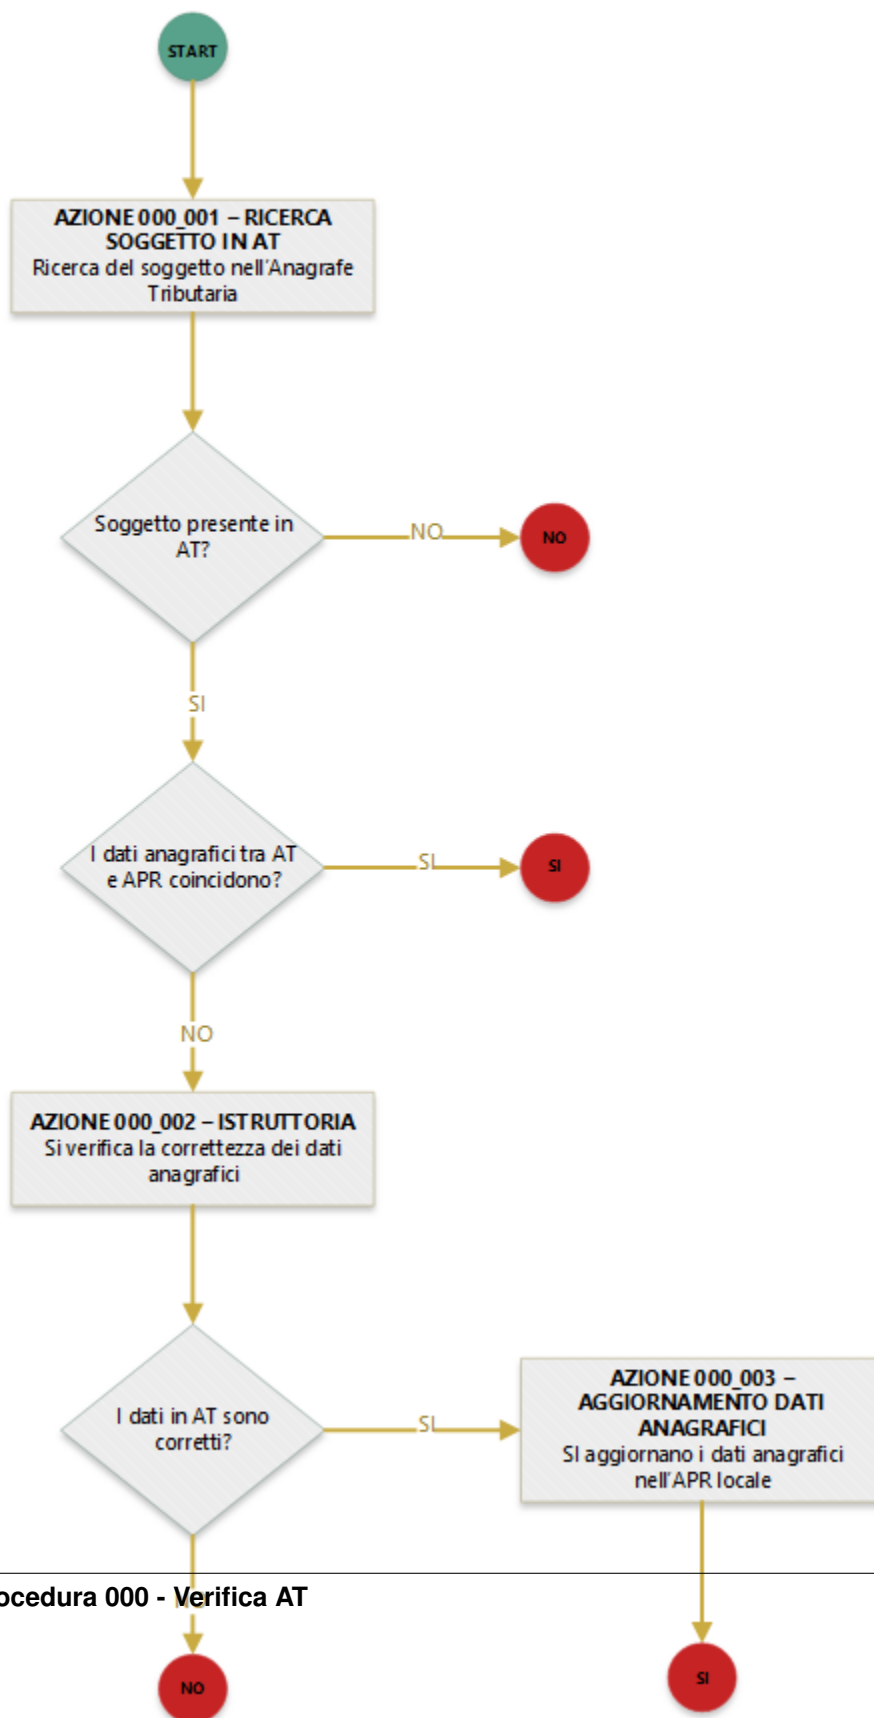 START
AZIONE 000_001 – RICERCA
SOGGETTO IN AT
Ricerca del soggetto nell'Anagrafe
Tributaria
Soggetto presente in
AT?
NO
NO
SI
I dati anagrafici tra AT
e APR coincidono?
SI
SI
NO
AZIONE 000_002 – ISTRUTTORIA
Si verifica la correttezza dei dati
anagrafici
I dati in AT sono
corretti?
SI
AZIONE 000_003 –
AGGIORNAMENTO DATI
ANAGRAFICI
SI aggiornano i dati anagrafici
nell'APR locale
ocedura 000 - Verifica AT
NO
SI